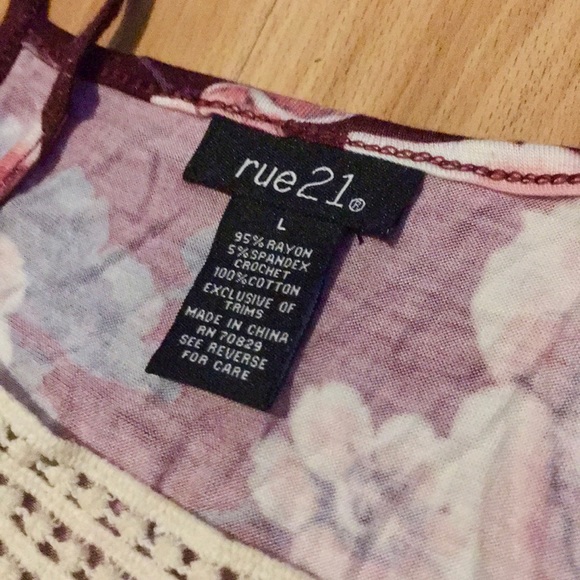 rue21®
L
95% RAYON
5% SPANDEX
CROCHET
100% COTTON
EXCLUSIVE OF
TRIMS
MADE IN CHINA
RN 70829
SEE REVERSE
FOR CARE